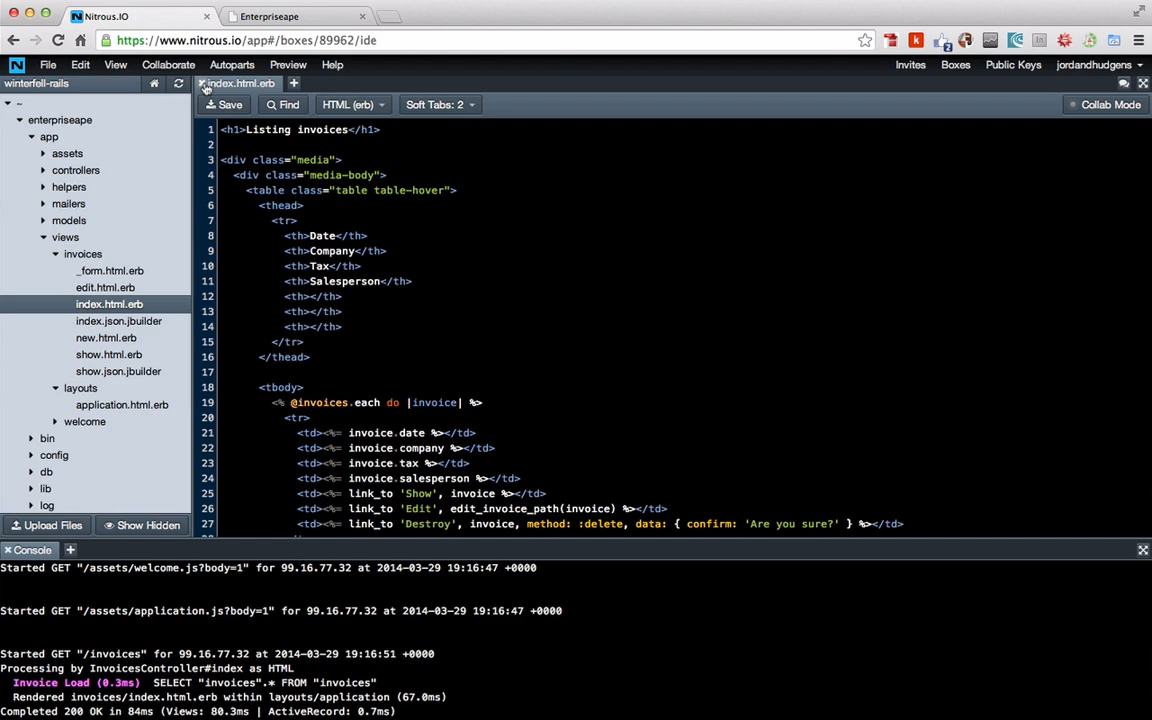 Nitrous.IO
Enterpriseape
https://www.nitrous.io/app#/boxes/89962/ide
N File Edit View Collaborate Autoparts Preview Help Invites Boxes Public Keys jordandhudgens
winterfell-rails
index.html.erb
Save Find HTML (erb) Soft Tabs: 2 Collab Mode
~
enterpriseape
app
assets
controllers
helpers
mailers
models
views
invoices
_form.html.erb
edit.html.erb
index.html.erb
index.json.jbuilder
new.html.erb
show.html.erb
show.json.jbuilder
layouts
application.html.erb
welcome
bin
config
db
lib
log
Upload Files Show Hidden
1 <h1>Listing invoices</h1>
2
3 <div class="media">
4 <div class="media-body">
5 <table class="table table-hover">
6 <thead>
7 <tr>
8 <th>Date</th>
9 <th>Company</th>
10 <th>Tax</th>
11 <th>Salesperson</th>
12 <th></th>
13 <th></th>
14 <th></th>
15 </tr>
16 </thead>
17
18 <tbody>
19 <% @invoices.each do |invoice| %>
20 <tr>
21 <td><%= invoice.date %></td>
22 <td><%= invoice.company %></td>
23 <td><%= invoice.tax %></td>
24 <td><%= invoice.salesperson %></td>
25 <td><%= link_to 'Show', invoice %></td>
26 <td><%= link_to 'Edit', edit_invoice_path(invoice) %></td>
27 <td><%= link_to 'Destroy', invoice, method: :delete, data: { confirm: 'Are you sure?' } %></td>
Console
Started GET "/assets/welcome.js?body=1" for 99.16.77.32 at 2014-03-29 19:16:47 +0000
Started GET "/assets/application.js?body=1" for 99.16.77.32 at 2014-03-29 19:16:47 +0000
Started GET "/invoices" for 99.16.77.32 at 2014-03-29 19:16:51 +0000
Processing by InvoicesController#index as HTML
Invoice Load (0.3ms) SELECT "invoices".* FROM "invoices"
Rendered invoices/index.html.erb within layouts/application (67.0ms)
Completed 200 OK in 84ms (Views: 80.3ms | ActiveRecord: 0.7ms)